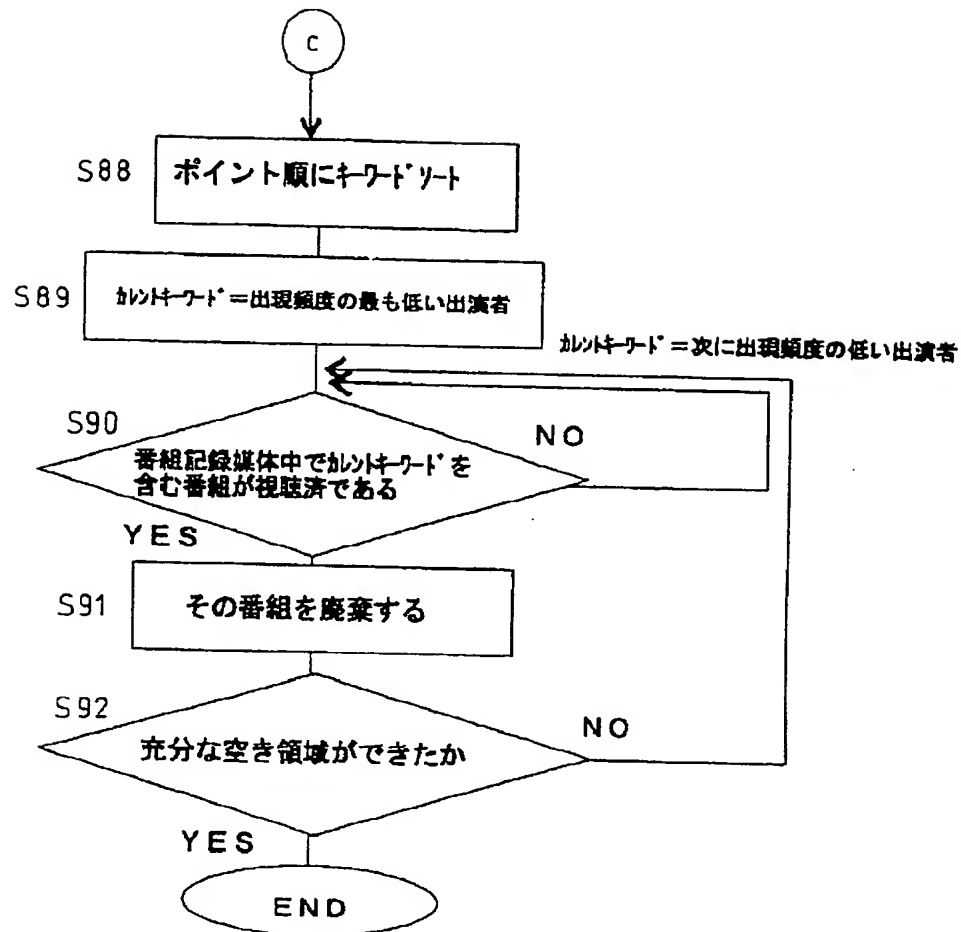 C
S88
ポイント順にキーワードソート
S89
カレントキーワード=出現頻度の最も低い出演者
カレントキーワード=次に出現頻度の低い出演者
S90
番組記録媒体中でカレントキーワードを
含む番組が視聴済である
NO
YES
S91
その番組を廃棄する
S92
充分な空き領域ができたか
NO
YES
END